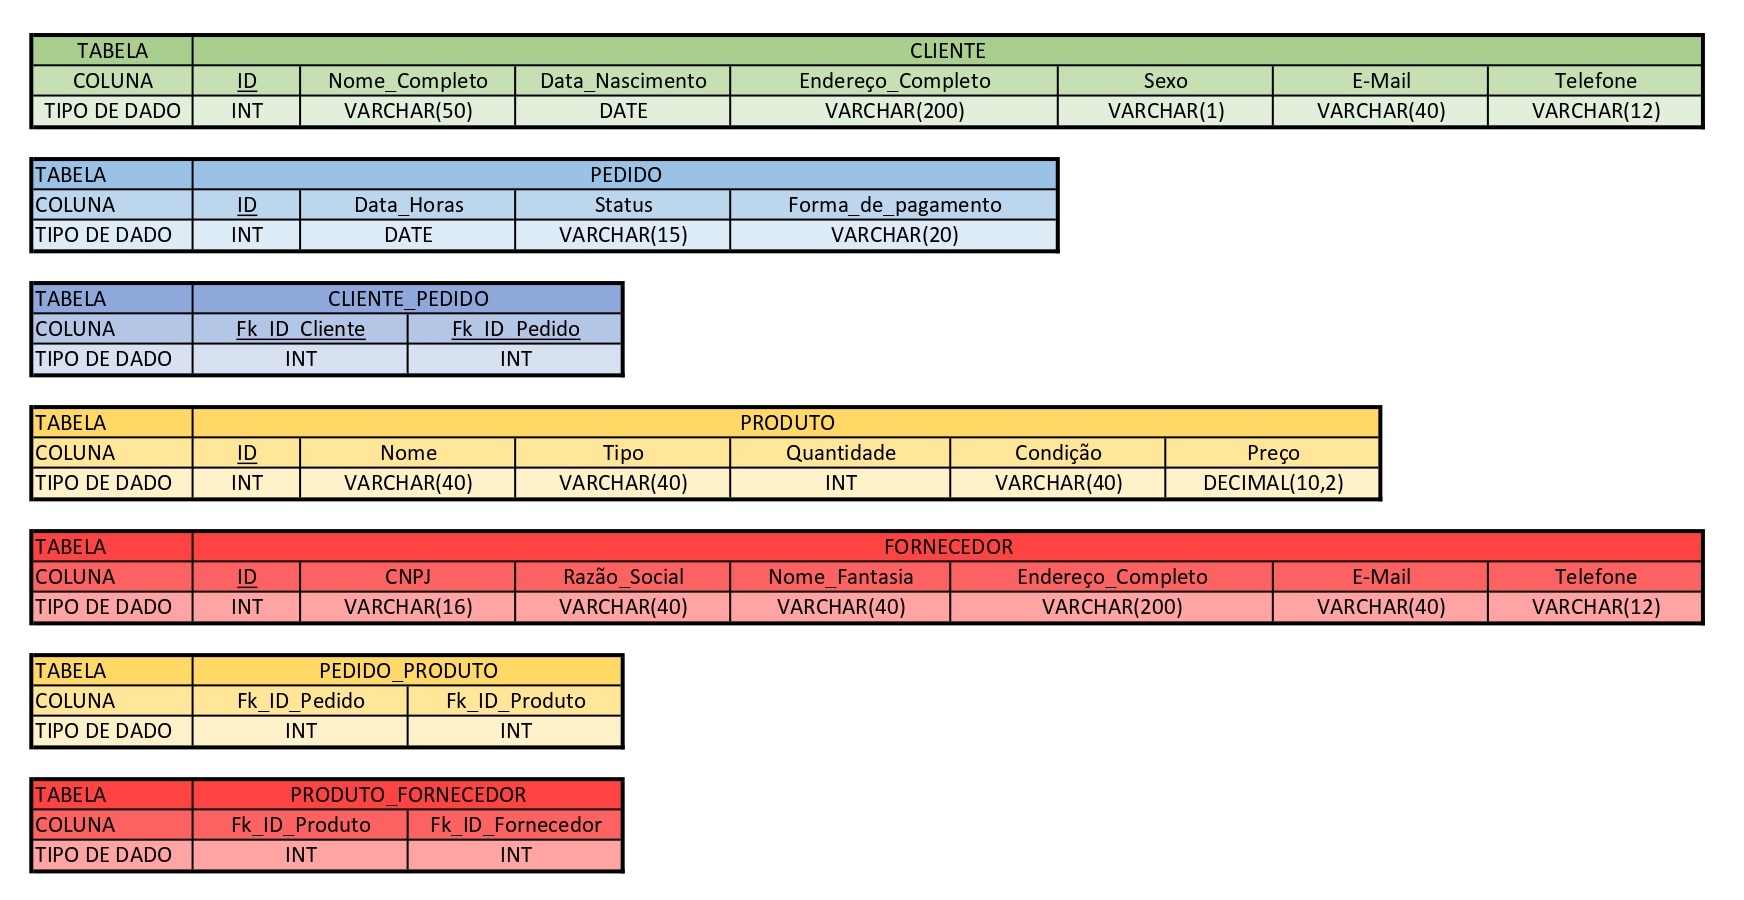 TABELA CLIENTE
COLUNA ID Nome_Completo Data_Nascimento Endereço_Completo Sexo E-Mail Telefone
TIPO DE DADO INT VARCHAR(50) DATE VARCHAR(200) VARCHAR(1) VARCHAR(40) VARCHAR(12)
TABELA PEDIDO
COLUNA ID Data_Horas Status Forma_de_pagamento
TIPO DE DADO INT DATE VARCHAR(15) VARCHAR(20)
TABELA CLIENTE_PEDIDO
COLUNA Fk_ID_Cliente Fk_ID_Pedido
TIPO DE DADO INT INT
TABELA PRODUTO
COLUNA ID Nome Tipo Quantidade Condição Preço
TIPO DE DADO INT VARCHAR(40) VARCHAR(40) INT VARCHAR(40) DECIMAL(10,2)
TABELA FORNECEDOR
COLUNA ID CNPJ Razão_Social Nome_Fantasia Endereço_Completo E-Mail Telefone
TIPO DE DADO INT VARCHAR(16) VARCHAR(40) VARCHAR(40) VARCHAR(200) VARCHAR(40) VARCHAR(12)
TABELA PEDIDO_PRODUTO
COLUNA Fk_ID_Pedido Fk_ID_Produto
TIPO DE DADO INT INT
TABELA PRODUTO_FORNECEDOR
COLUNA Fk_ID_Produto Fk_ID_Fornecedor
TIPO DE DADO INT INT